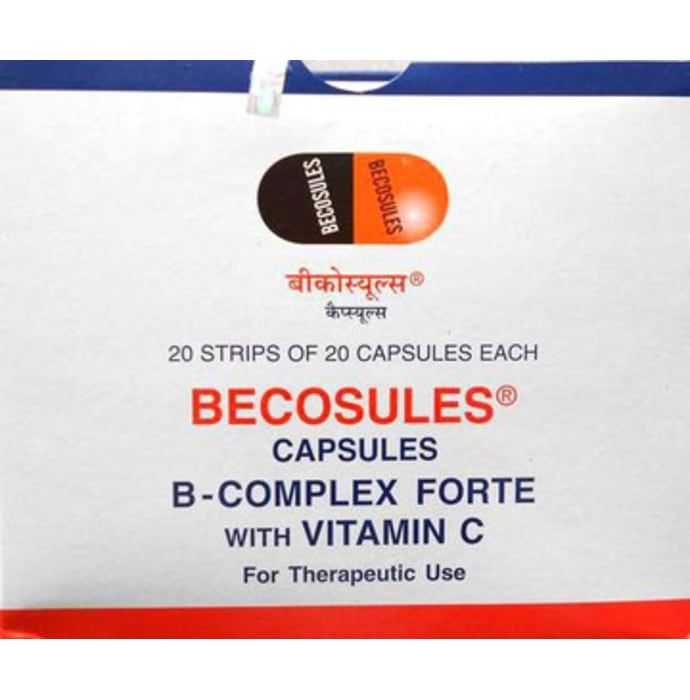 BECOSULES BECOSULES
बीकोस्यूल्स®
कैप्स्यूल्स
20 STRIPS OF 20 CAPSULES EACH
BECOSULES®
CAPSULES
B-COMPLEX FORTE
WITH VITAMIN C
For Therapeutic Use